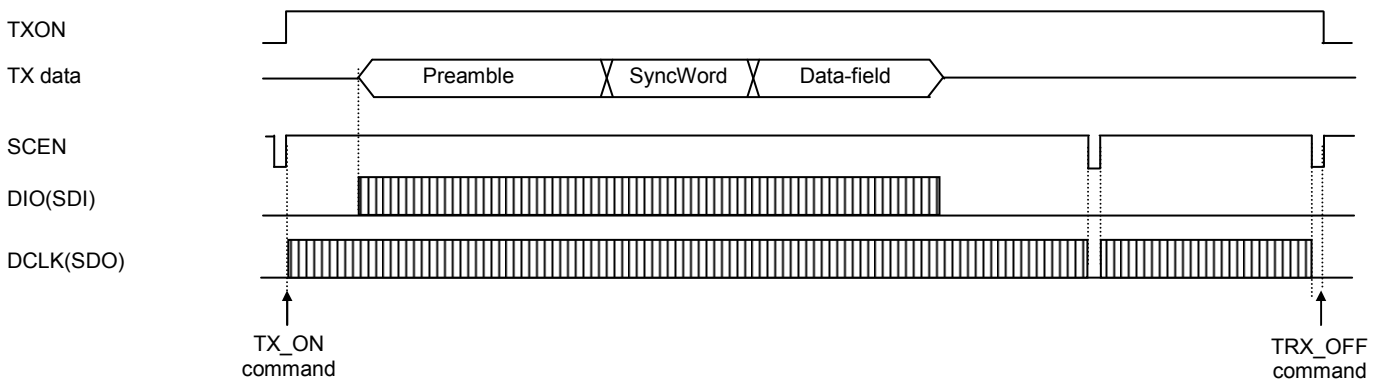 TXON
TX data
Preamble
SyncWord
Data-field
SCEN
DIO(SDI)
DCLK(SDO)
TX_ON
command
TRX_OFF
command